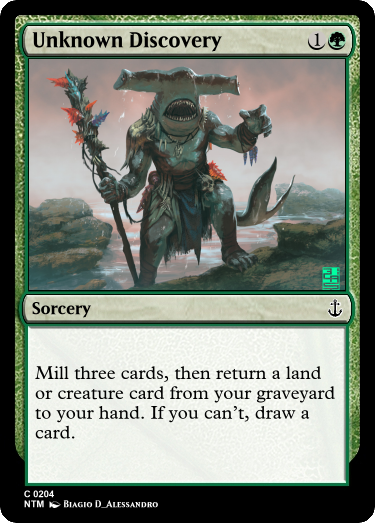 Unknown Discovery 1
Sorcery
Mill three cards, then return a land
or creature card from your graveyard
to your hand. If you can't, draw a
card.
C 0204
NTM Biagio D_Alessandro